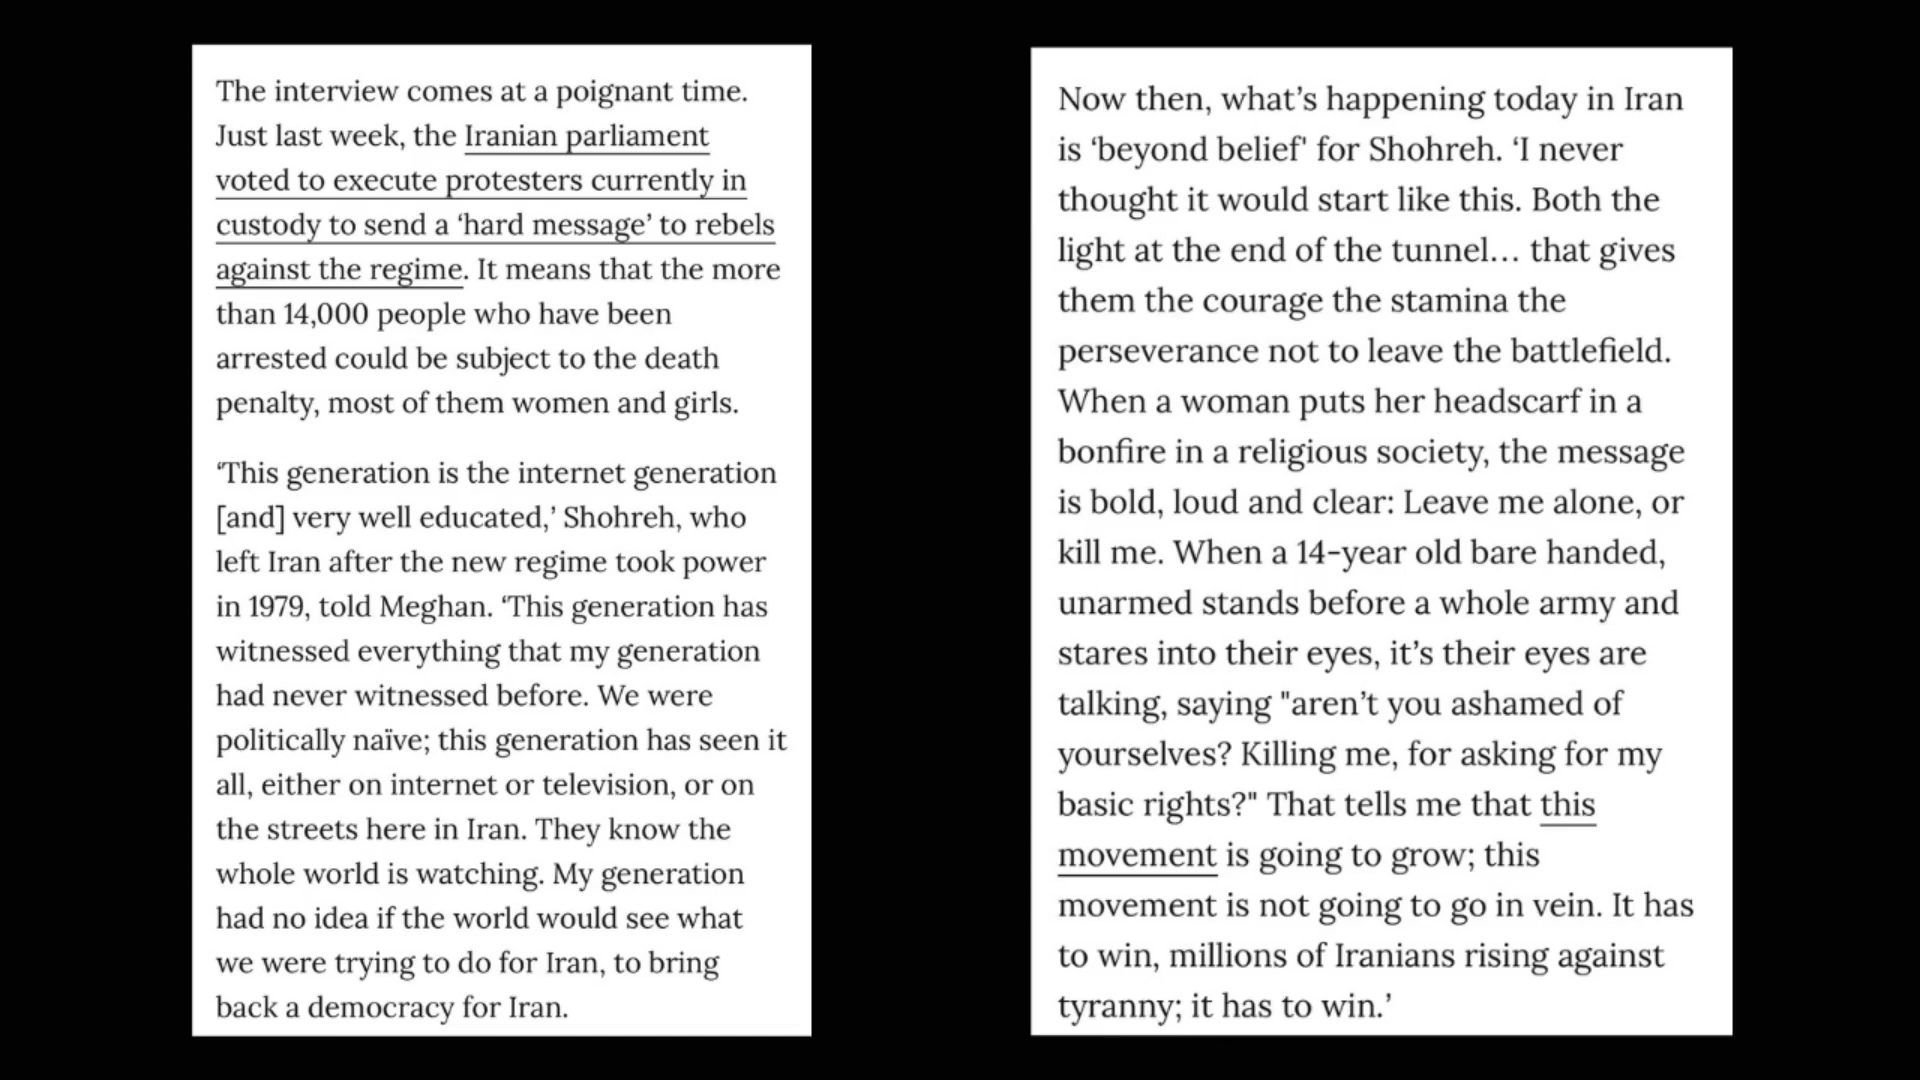 The interview comes at a poignant time.
Just last week, the Iranian parliament
voted to execute protesters currently in
custody to send a ‘hard message’ to rebels
against the regime. It means that the more
than 14,000 people who have been
arrested could be subject to the death
penalty, most of them women and girls.
‘This generation is the internet generation
[and] very well educated,’ Shohreh, who
left Iran after the new regime took power
in 1979, told Meghan. ‘This generation has
witnessed everything that my generation
had never witnessed before. We were
politically naïve; this generation has seen it
all, either on internet or television, or on
the streets here in Iran. They know the
whole world is watching. My generation
had no idea if the world would see what
we were trying to do for Iran, to bring
back a democracy for Iran.
Now then, what’s happening today in Iran
is ‘beyond belief' for Shohreh. ‘I never
thought it would start like this. Both the
light at the end of the tunnel… that gives
them the courage the stamina the
perseverance not to leave the battlefield.
When a woman puts her headscarf in a
bonfire in a religious society, the message
is bold, loud and clear: Leave me alone, or
kill me. When a 14-year old bare handed,
unarmed stands before a whole army and
stares into their eyes, it’s their eyes are
talking, saying "aren’t you ashamed of
yourselves? Killing me, for asking for my
basic rights?" That tells me that this
movement is going to grow; this
movement is not going to go in vein. It has
to win, millions of Iranians rising against
tyranny; it has to win.’